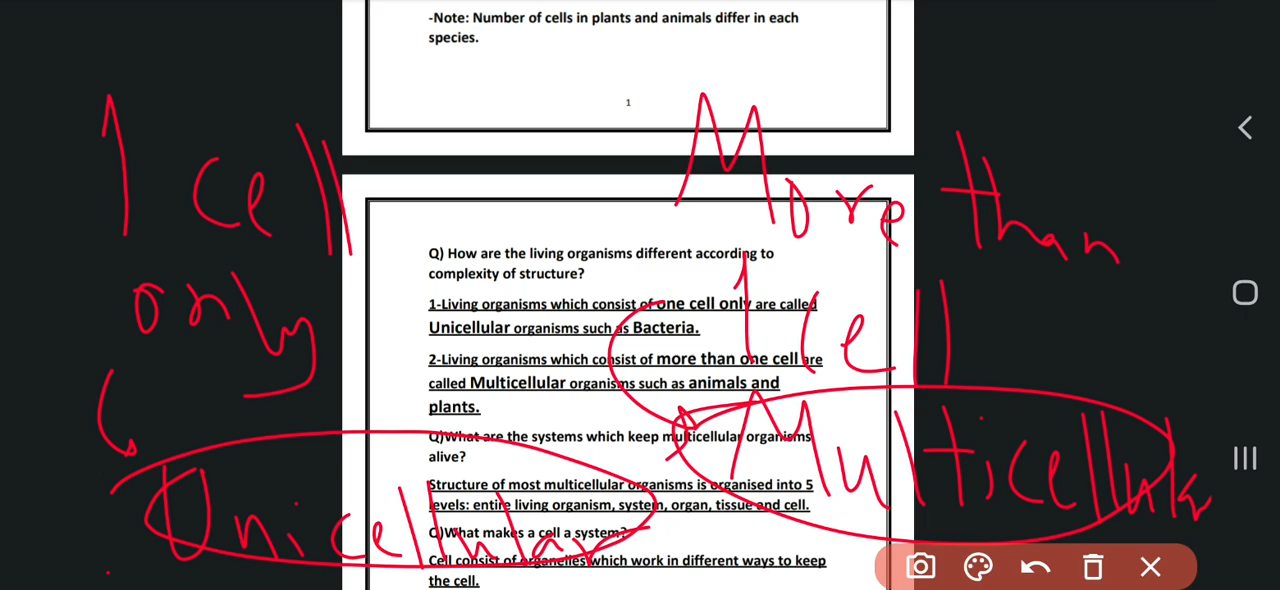 -Note: Number of cells in plants and animals differ in each
species.
1
Q) How are the living organisms different according to
complexity of structure?
1-Living organisms which consist of one cell only are called
Unicellular organisms such as Bacteria.
2-Living organisms which consist of more than one cell are
called Multicellular organisms such as animals and
plants.
Q)What are the systems which keep multicellular organisms
alive?
Structure of most multicellular organisms is organised into 5
levels: entire living organism, system, organ, tissue and cell.
Q)What makes a cell a system?
Cell consist of organelles which work in different ways to keep
the cell.
1 cell
only
Unicellular
More than
1 cell
Multicellular